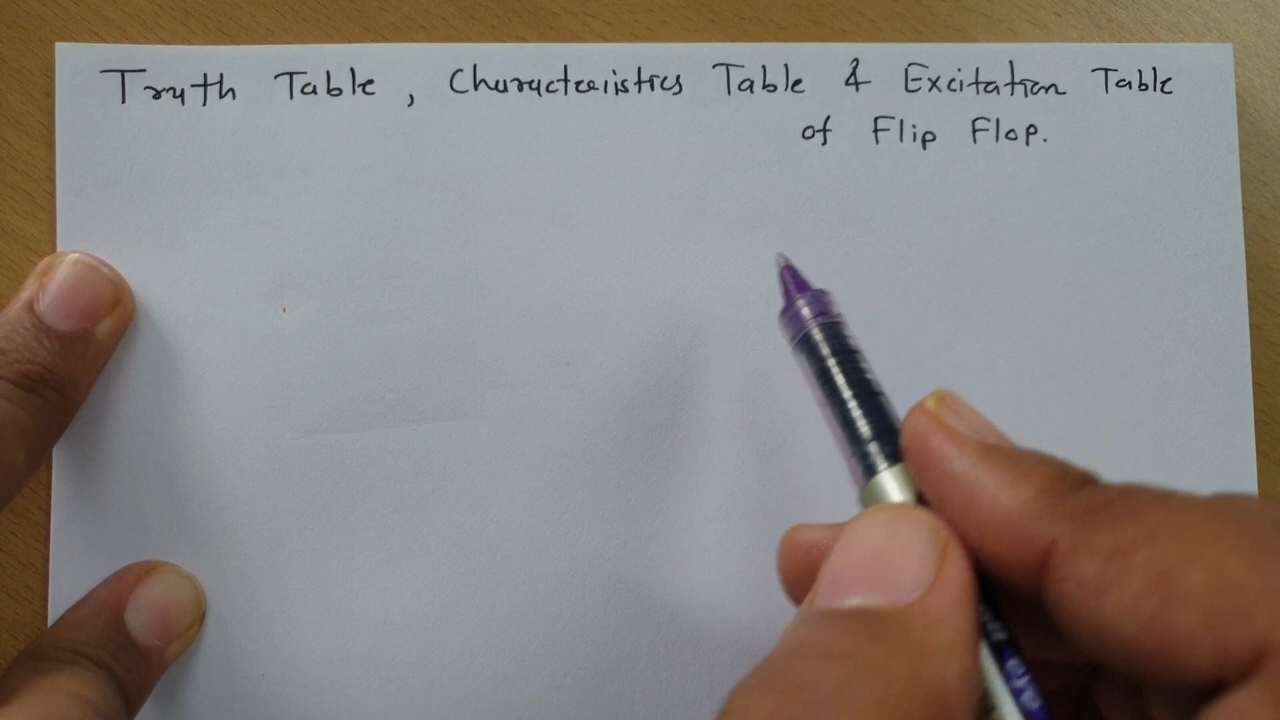 Truth Table , Characteristics Table & Excitation Table
of Flip Flop.